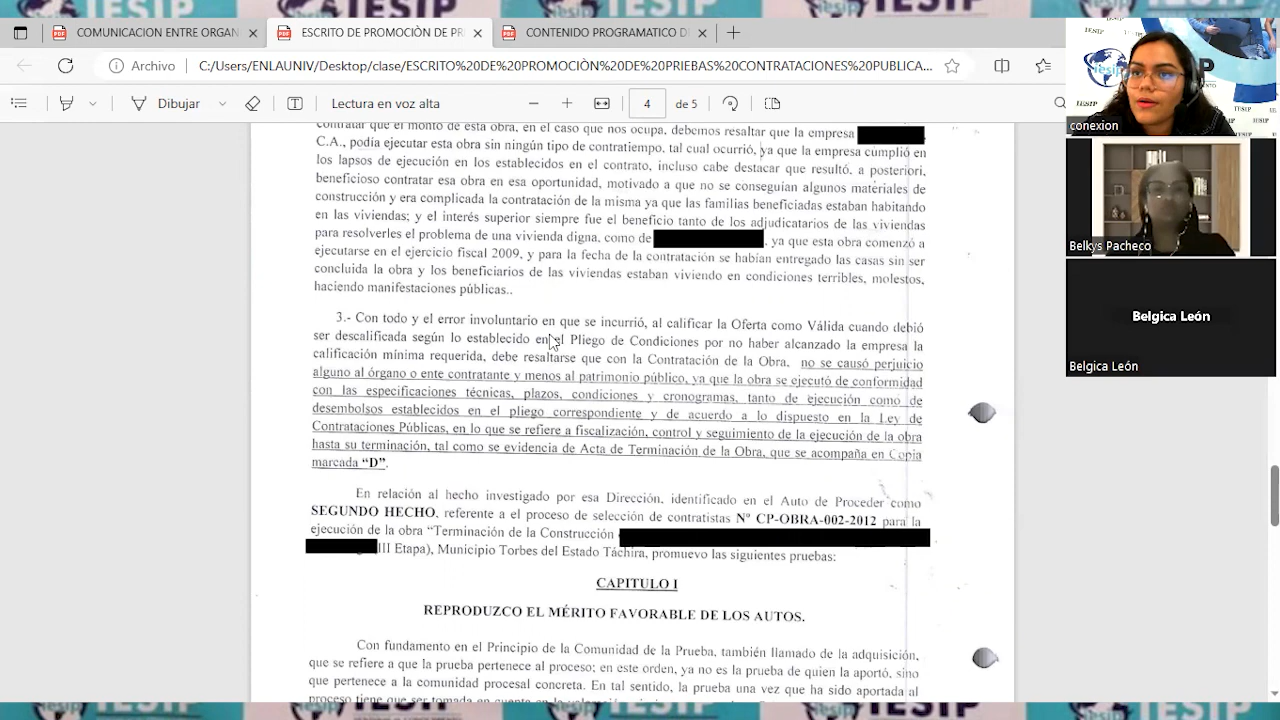 COMUNICACION ENTRE ORGAN
ESCRITO DE PROMOCIÒN DE PR
CONTENIDO PROGRAMATICO D
Archivo
C:/Users/ENLAUNIV/Desktop/clase/ESCRITO%20DE%20PROMOCIÒN%20DE%20PRIEBAS%20CONTRATACIONES%20PUBLICA...
Dibujar
Lectura en voz alta
4
de 5
contratar que el monto de esta obra, en el caso que nos ocupa, debemos resaltar que la empresa
C.A., podía ejecutar esta obra sin ningún tipo de contratiempo, tal cual ocurrió, ya que la empresa cumplió en
los lapsos de ejecución en los establecidos en el contrato, incluso cabe destacar que resultó, a posteriori,
beneficioso contratar esa obra en esa oportunidad, motivado a que no se conseguían algunos materiales de
construcción y era complicada la contratación de la misma ya que las familias beneficiadas estaban habitando
en las viviendas; y el interés superior siempre fue el beneficio tanto de los adjudicatarios de las viviendas
para resolverles el problema de una vivienda digna, como de , ya que esta obra comenzó a
ejecutarse en el ejercicio fiscal 2009, y para la fecha de la contratación se habían entregado las casas sin ser
concluida la obra y los beneficiarios de las viviendas estaban viviendo en condiciones terribles, molestos,
haciendo manifestaciones públicas..
3.- Con todo y el error involuntario en que se incurrió, al calificar la Oferta como Válida cuando debió
ser descalificada según lo establecido en el Pliego de Condiciones por no haber alcanzado la empresa la
calificación mínima requerida, debe resaltarse que con la Contratación de la Obra, no se causó perjuicio
alguno al órgano o ente contratante y menos al patrimonio público, ya que la obra se ejecutó de conformidad
con las especificaciones técnicas, plazos, condiciones y cronogramas, tanto de ejecución como de
desembolsos establecidos en el pliego correspondiente y de acuerdo a lo dispuesto en la Ley de
Contrataciones Públicas, en lo que se refiere a fiscalización, control y seguimiento de la ejecución de la obra
hasta su terminación, tal como se evidencia de Acta de Terminación de la Obra, que se acompaña en Copia
marcada "D".
En relación al hecho investigado por esa Dirección, identificado en el Auto de Proceder como
SEGUNDO HECHO, referente a el proceso de selección de contratistas Nº CP-OBRA-002-2012 para la
ejecución de la obra "Terminación de la Construcción
(III Etapa), Municipio Torbes del Estado Táchira, promuevo las siguientes pruebas:
CAPITULO I
REPRODUZCO EL MÉRITO FAVORABLE DE LOS AUTOS.
Con fundamento en el Principio de la Comunidad de la Prueba, también llamado de la adquisición,
que se refiere a que la prueba pertenece al proceso; en este orden, ya no es la prueba de quien la aportó, sino
que pertenece a la comunidad procesal concreta. En tal sentido, la prueba una vez que ha sido aportada al
conexion
Belkys Pacheco
Belgica León
Belgica León